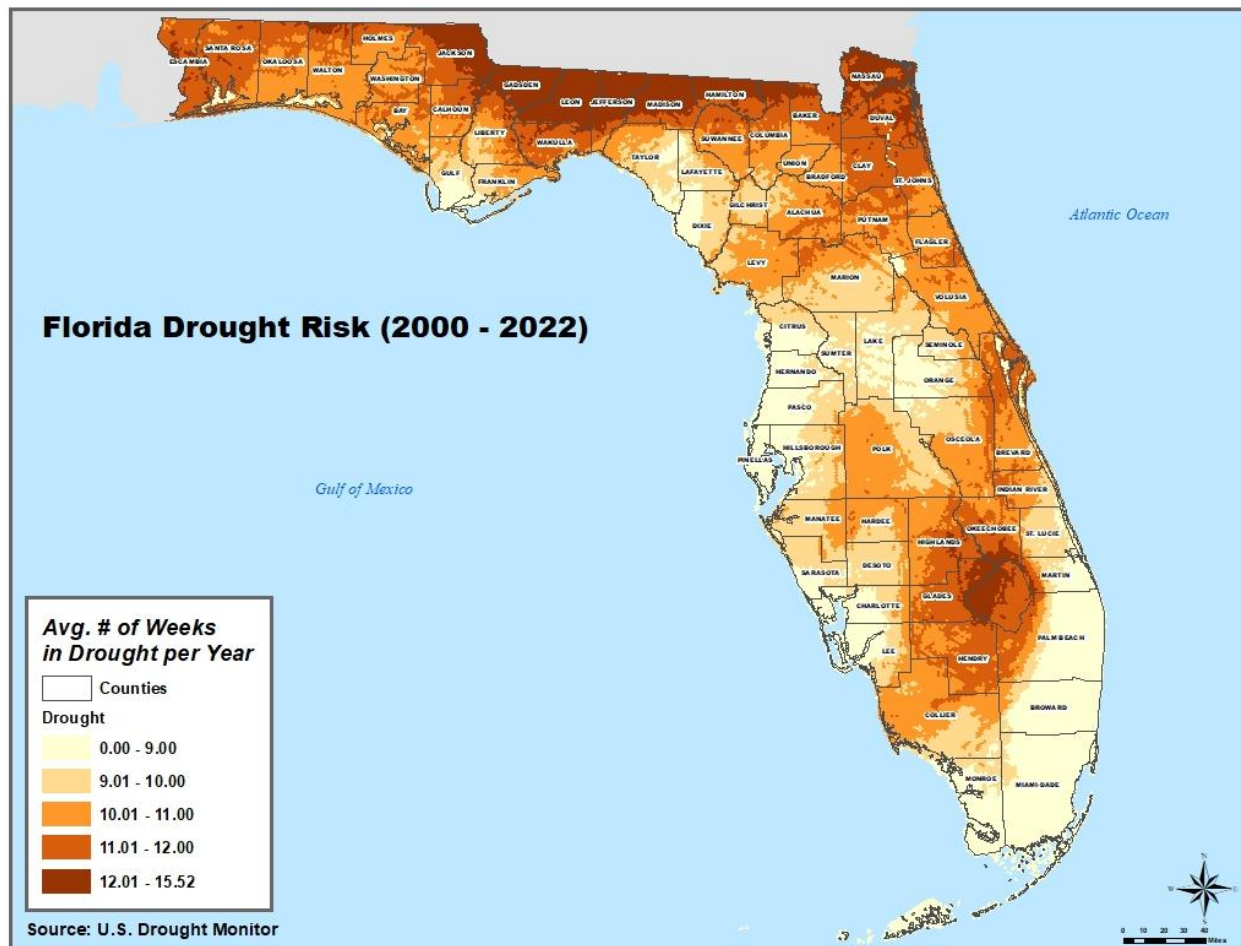 HOLMES
JACKSON
SANTA ROSA
ESCAMBIA
OKALOOSA
WALTON
WASHINGTON
GADSDEN
NASSAU
LEON
JEFFERSON
MADISON
HAMILTON
BAY
CALHOUN
BAKER
DUVAL
LIBERTY
WAKULLA
SUWANNEE
COLUMBIA
TAYLOR
UNION
CLAY
GULF
FRANKLIN
LAFAYETTE
BRADFORD
ST. JOHNS
GILCHRIST
ALACHUA
PUTNAM
DIXIE
FLAGLER
Atlantic Ocean
LEVY
MARION
VOLUSIA
Florida Drought Risk (2000 - 2022)
CITRUS
LAKE
SEMINOLE
SUMTER
HERNANDO
ORANGE
PASCO
OSCEOLA
HILLSBOROUGH
POLK
BREVARD
PINELLAS
Gulf of Mexico
INDIAN RIVER
MANATEE
HARDEE
OKEECHOBEE
ST. LUCIE
HIGHLANDS
SARASOTA
DESOTO
MARTIN
GLADES
CHARLOTTE
PALM BEACH
LEE
HENDRY
BROWARD
COLLIER
MONROE
MIAMI-DADE
Avg. # of Weeks
in Drought per Year
Counties
Drought
0.00 - 9.00
9.01 - 10.00
10.01 - 11.00
11.01 - 12.00
12.01 - 15.52
Source: U.S. Drought Monitor
N
W
E
S
0 10 20 30 40
Miles